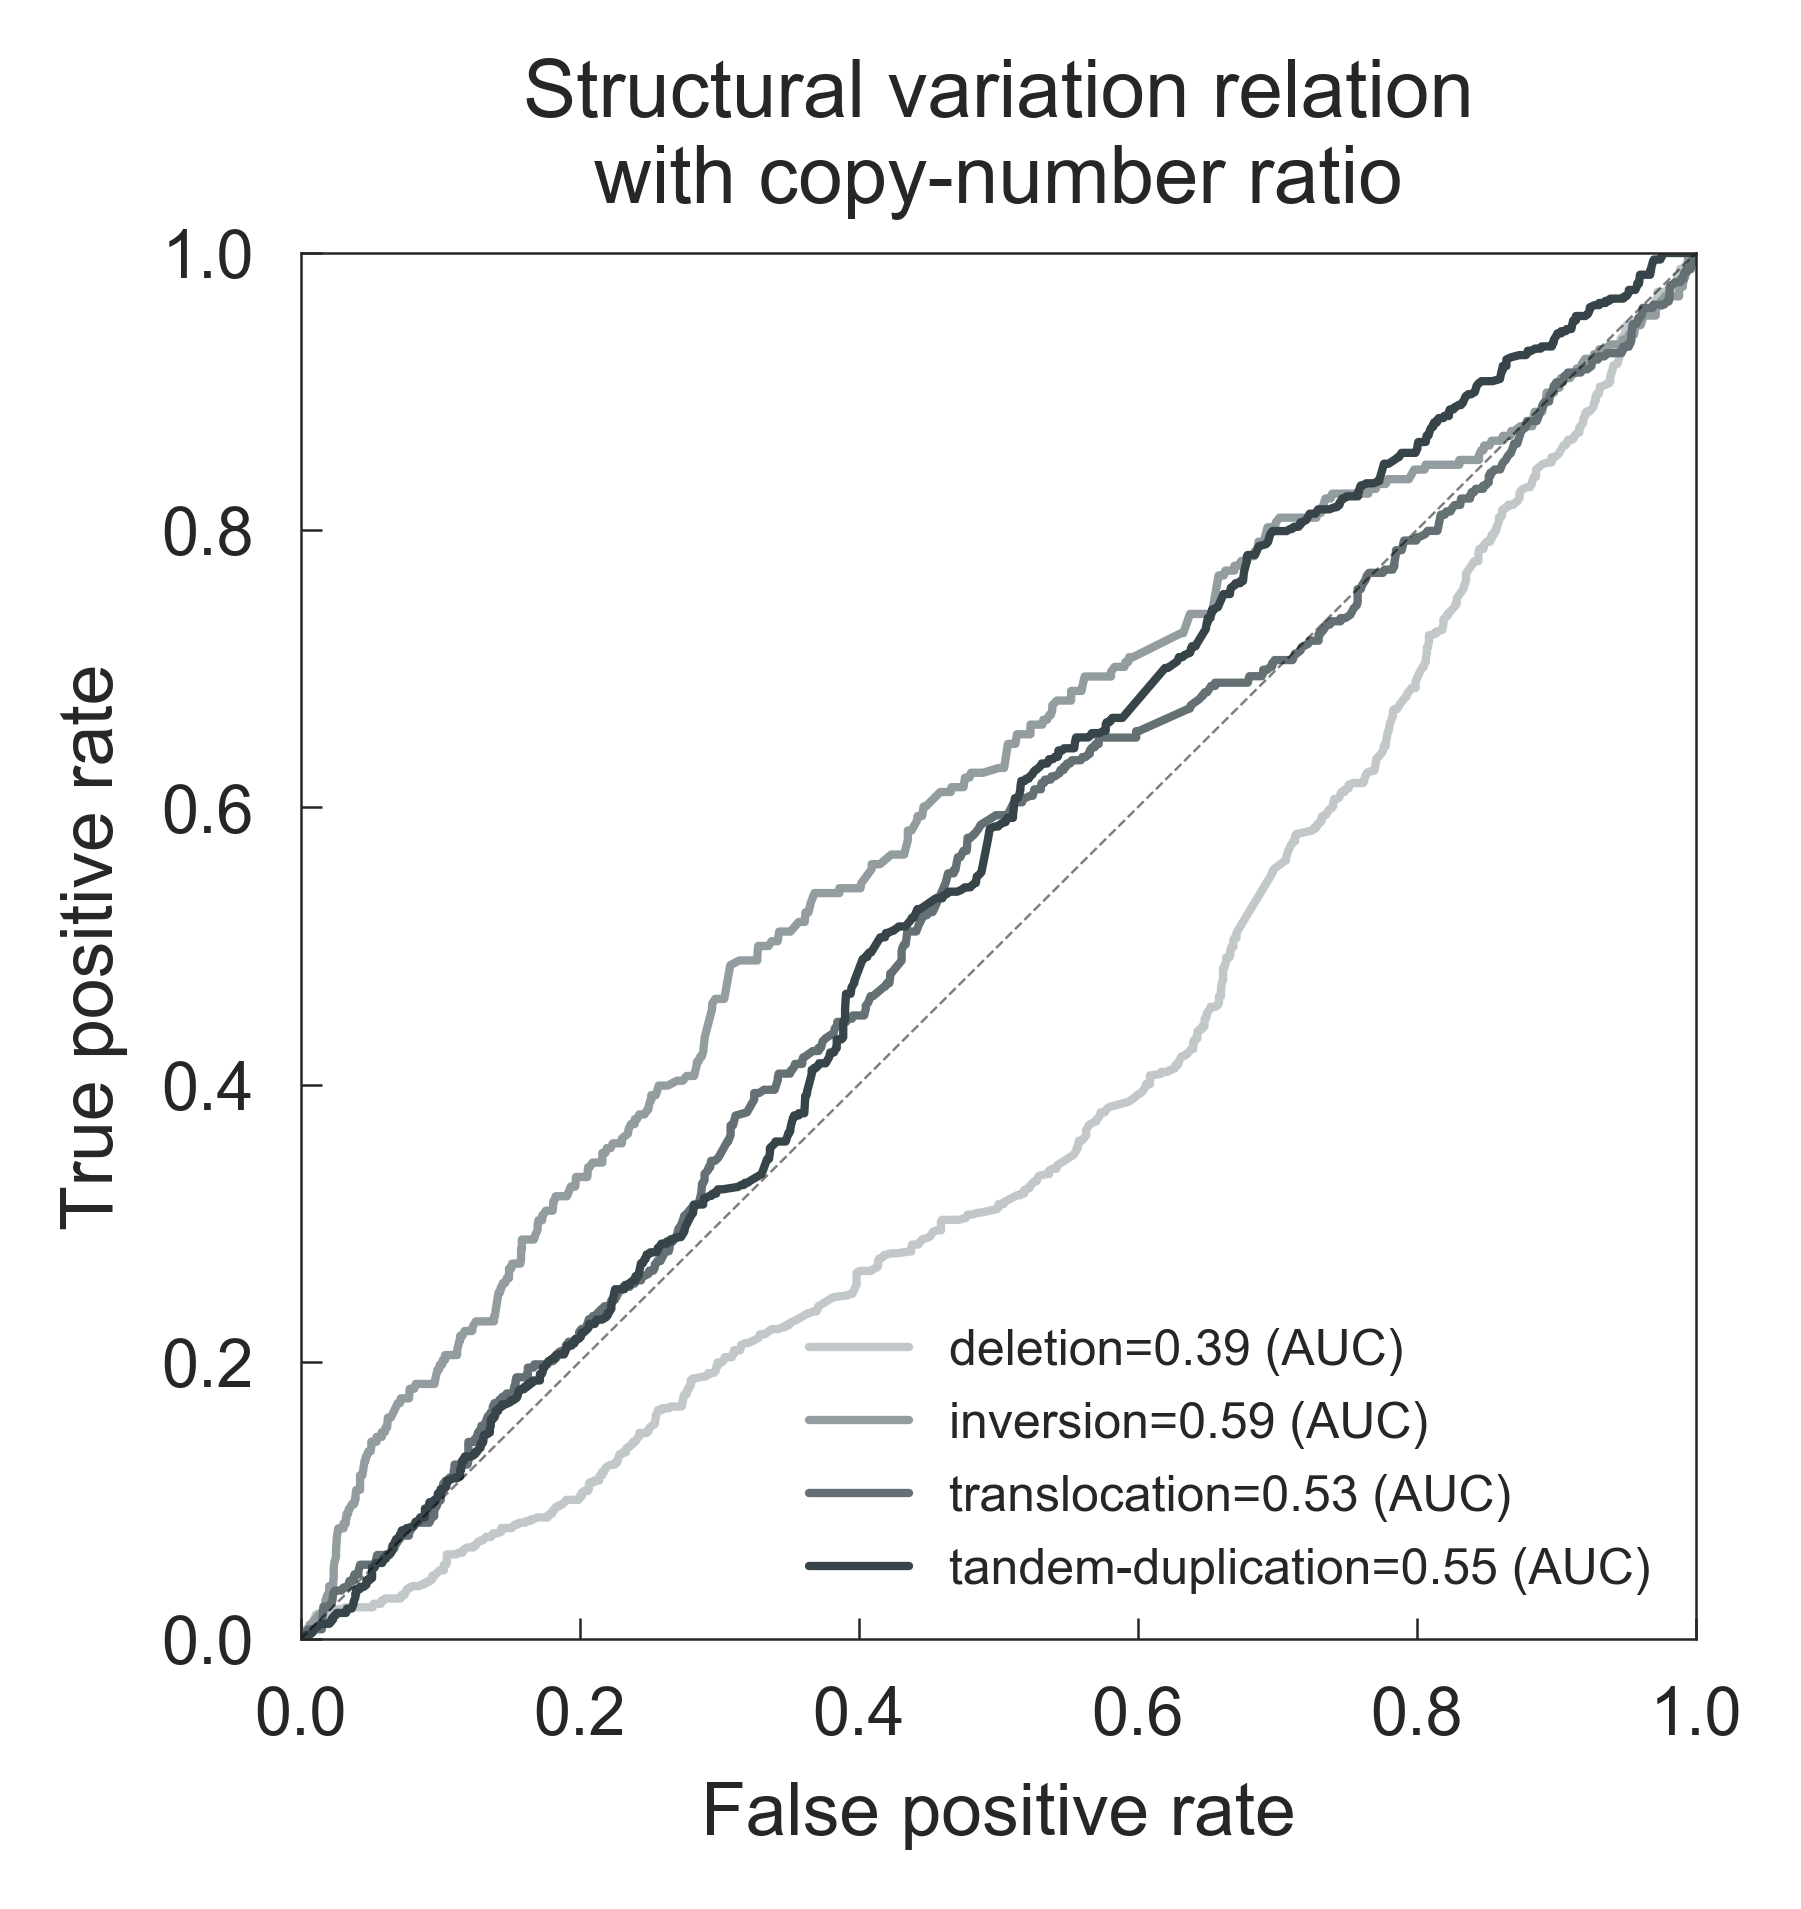 Structural variation relation
with copy-number ratio
1.0
0.8
0.6
0.4
0.2
0.0
True positive rate
deletion=0.39 (AUC)
inversion=0.59 (AUC)
translocation=0.53 (AUC)
tandem-duplication=0.55 (AUC)
0.0 0.2 0.4 0.6 0.8 1.0
False positive rate